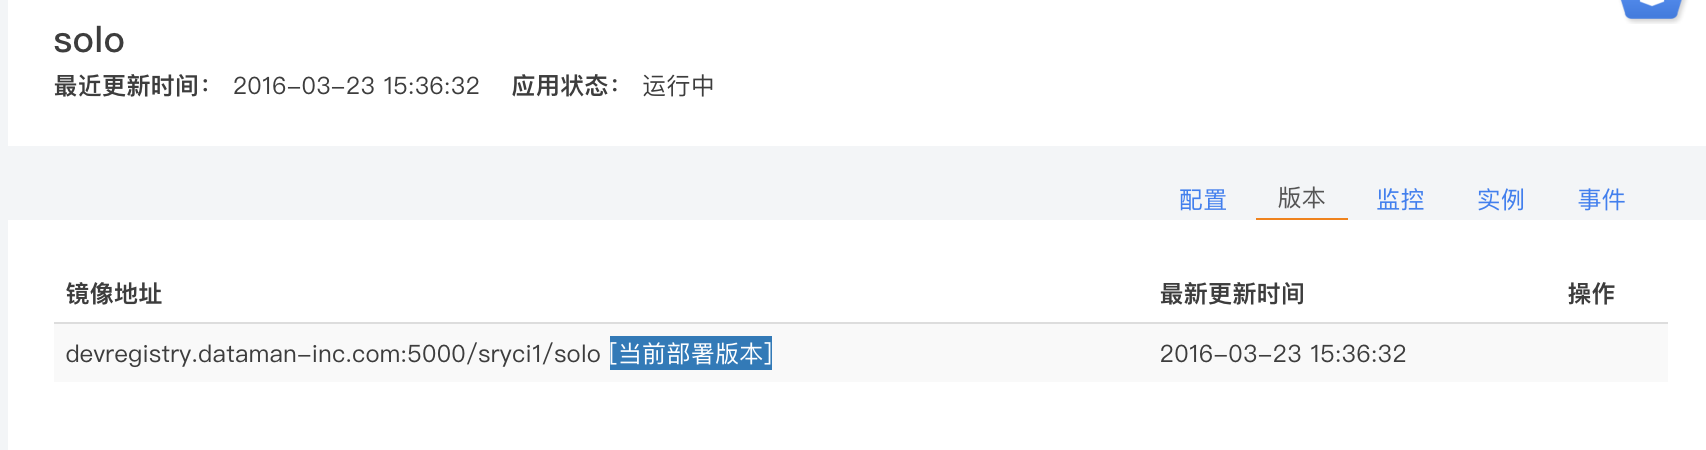 solo
最近更新时间： 2016-03-23 15:36:32 应用状态： 运行中
配置 版本 监控 实例 事件
镜像地址 最新更新时间 操作
devregistry.dataman-inc.com:5000/sryci1/solo [当前部署版本] 2016-03-23 15:36:32